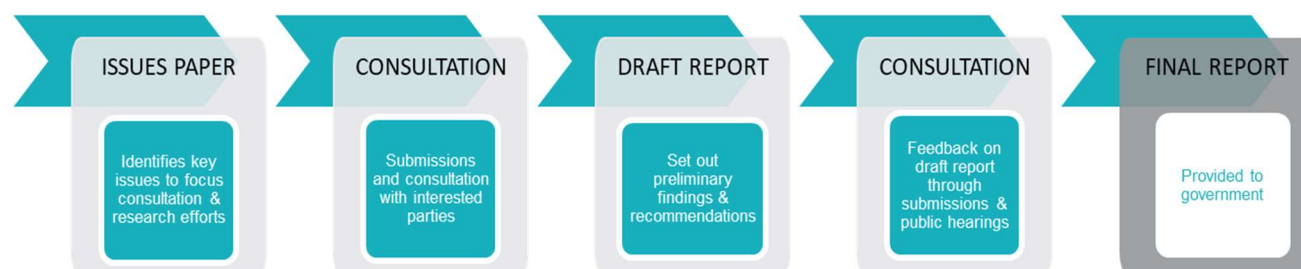 ISSUES PAPER
Identifies key
issues to focus
consultation &
research efforts
CONSULTATION
Submissions
and consultation
with interested
parties
DRAFT REPORT
Set out
preliminary
findings &
recommendations
CONSULTATION
Feedback on
draft report
through
submissions &
public hearings
FINAL REPORT
Provided to
government